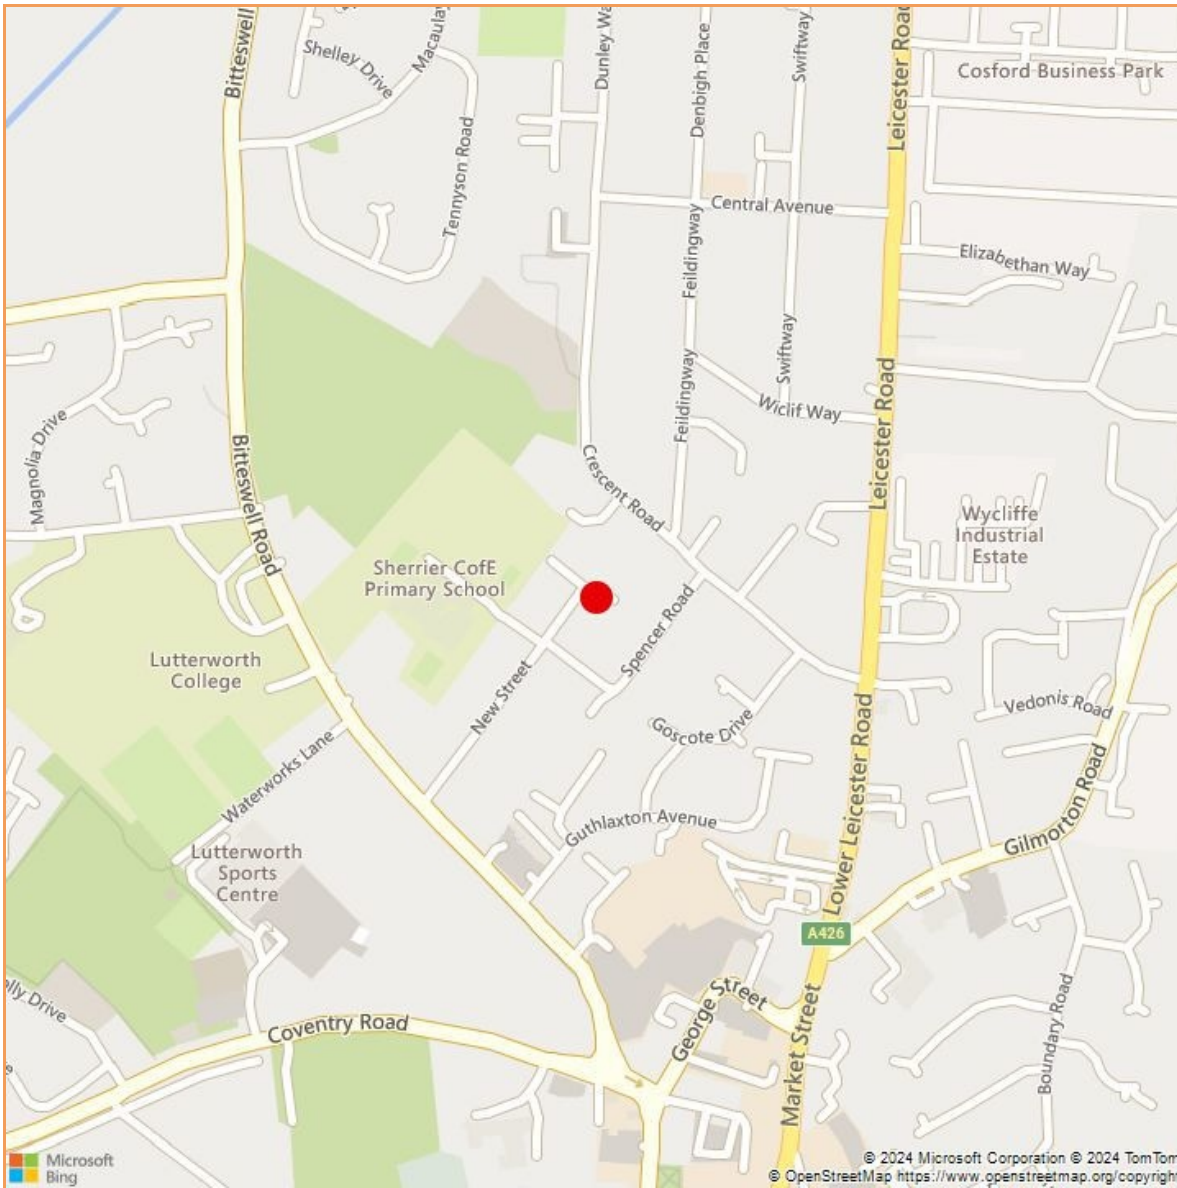 Bitteswell
Shelley Drive
Macaulay
Dunley Wa
Denbigh Place
Swiftway
Leicester Road
Cosford Business Park
Tennyson Road
Central Avenue
Feildingway
Elizabethan Way
Swiftway
Feildingway
Wiclif Way
Leicester Road
Magnolia Drive
Bitteswell Road
Crescent Road
Wycliffe
Industrial
Estate
Sherrier CofE
Primary School
Spencer Road
Lutterworth
College
New Street
Vedonis Road
Goscote Drive
Waterworks Lane
Guthlaxton Avenue
Lower Leicester Road
Gilmorton Road
Lutterworth
Sports
Centre
A426
olly Drive
George Street
Coventry Road
Market Street
Boundary Road
Microsoft
Bing
© 2024 Microsoft Corporation © 2024 TomTom
© OpenStreetMap https://www.openstreetmap.org/copyright